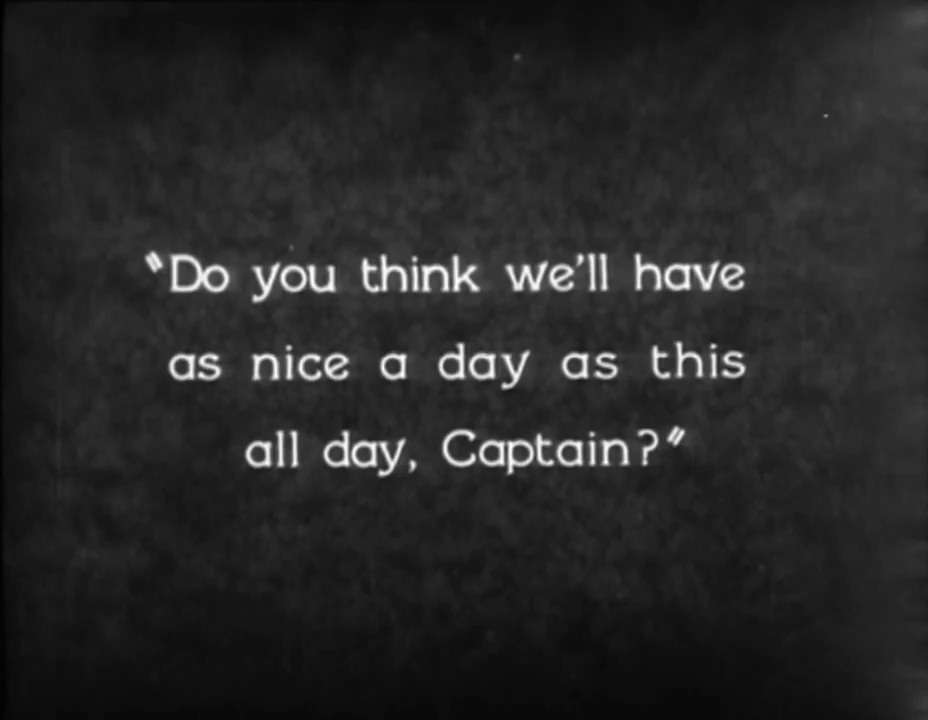 "Do you think we'll have
as nice a day as this
all day, Captain?"